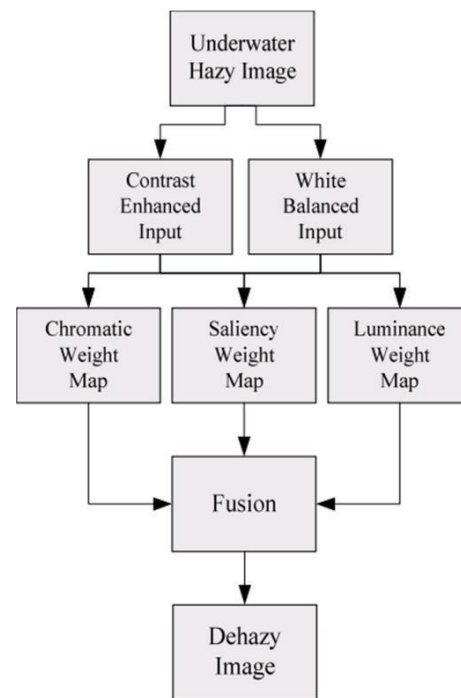 Underwater
Hazy Image
Contrast
Enhanced
Input
White
Balanced
Input
Chromatic
Weight
Map
Saliency
Weight
Map
Luminance
Weight
Map
Fusion
Dehazy
Image